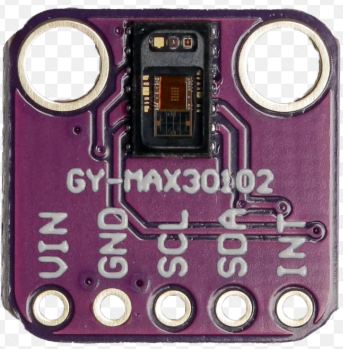 GY-MAX30102
VIN
GND
SCL
SDA
INT